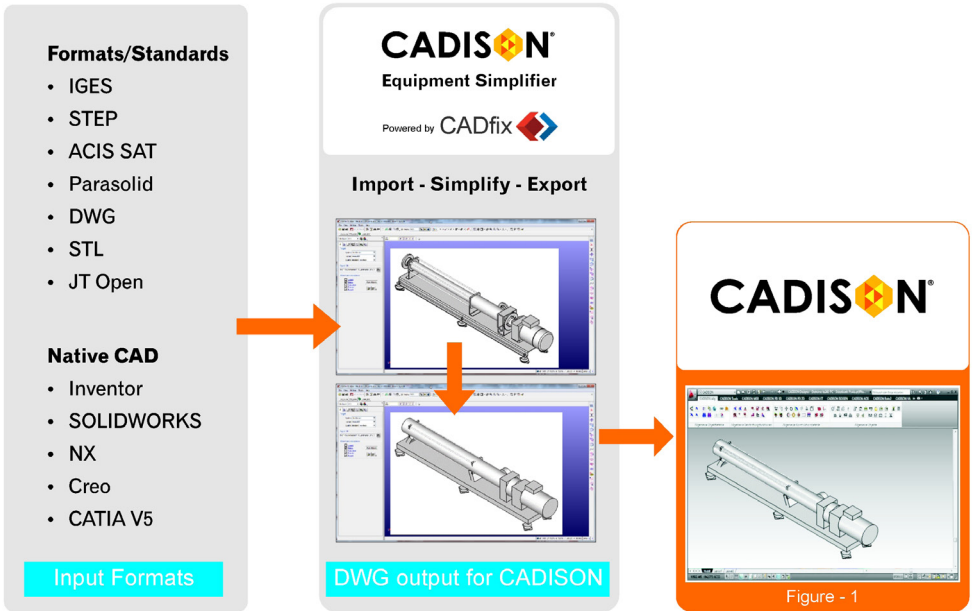 Formats/Standards
• IGES
• STEP
• ACIS SAT
• Parasolid
• DWG
• STL
• JT Open
Native CAD
• Inventor
• SOLIDWORKS
• NX
• Creo
• CATIA V5
Input Formats
CADISON®
Equipment Simplifier
Powered by CADfix
Import - Simplify - Export
DWG output for CADISON
CADISON®
Figure - 1